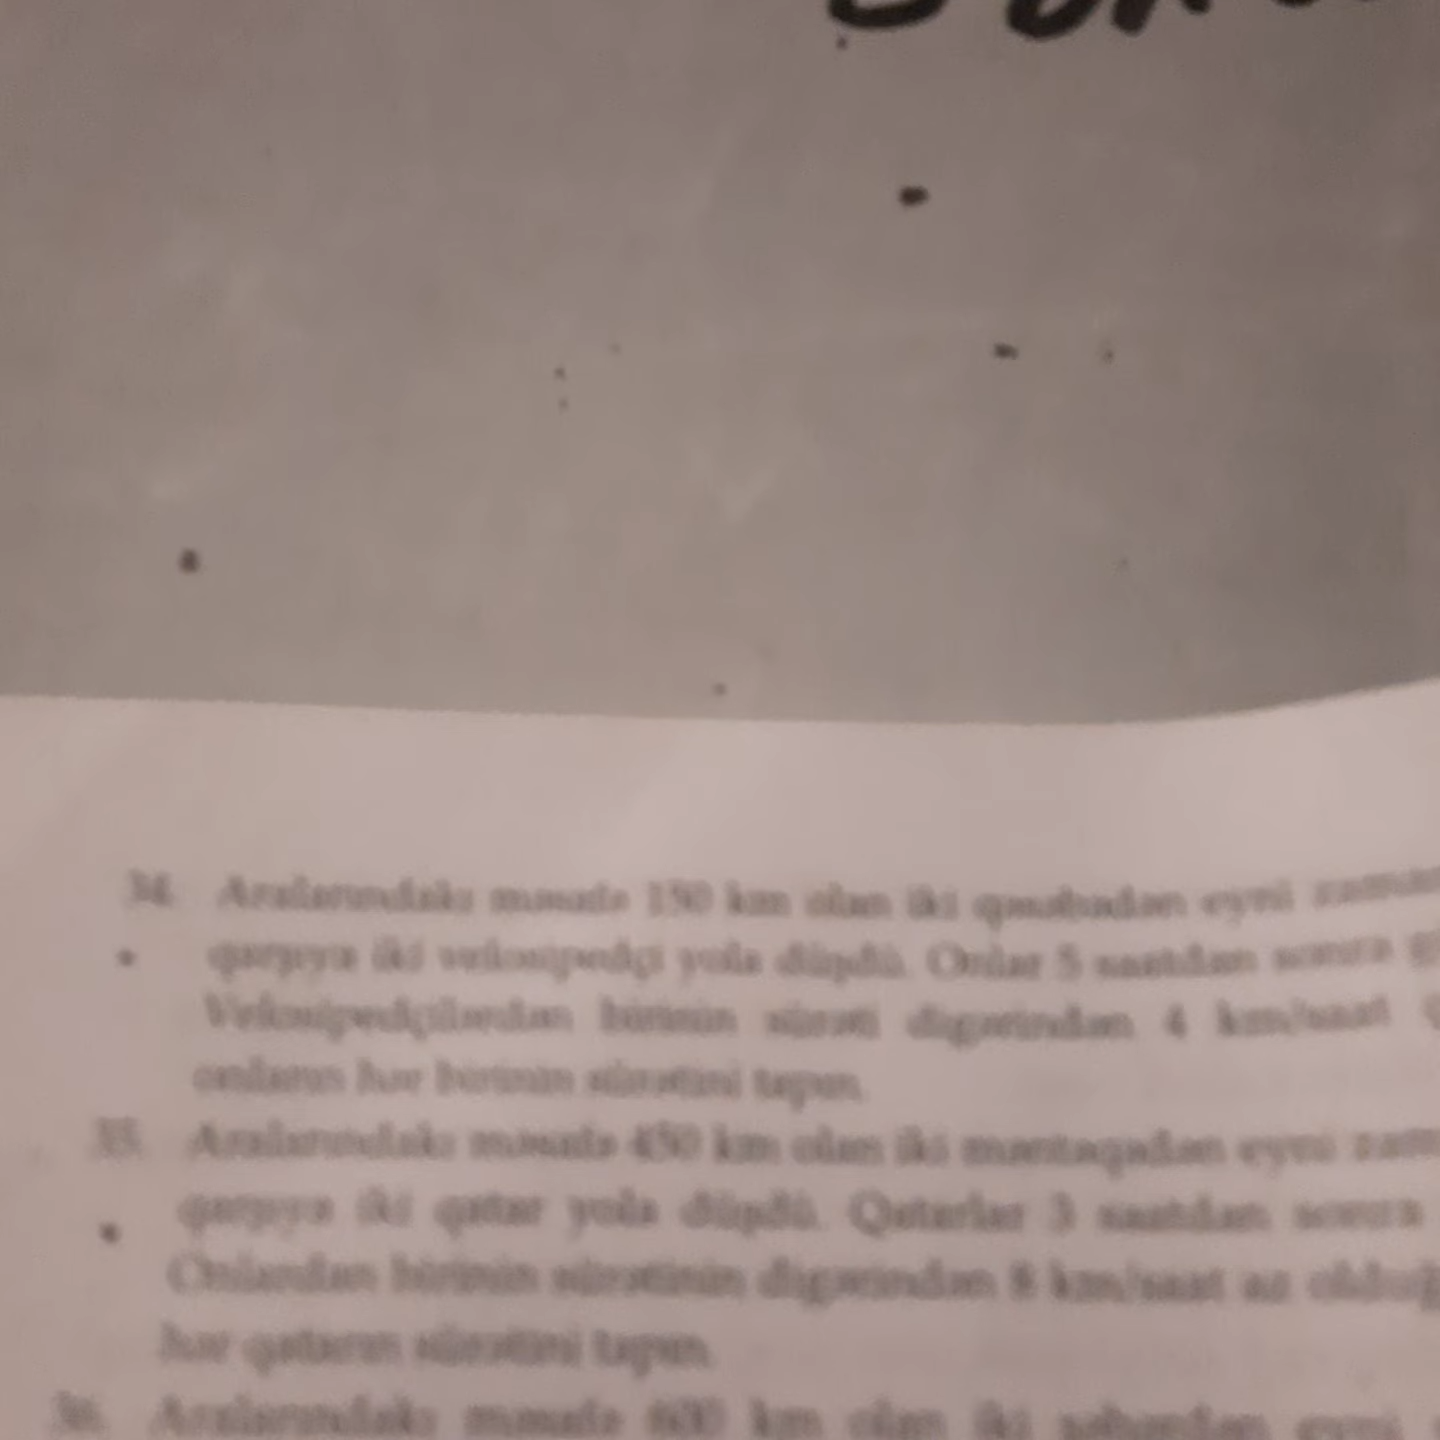 34. Aralarındakı məsafə 150 km olan iki qəsəbədən eyni
qarşıya iki velosipedçi yola düşdü. Onlar 5 saatdan sonra
Velosipedçilərdən birinin sürəti digərindən 4 km/saat
onların hər birinin sürətini tapın.
35. Aralarındakı məsafə 450 km olan iki məntəqədən eyni
qarşıya iki qatar yola düşdü. Qatarlar 3 saatdan sonra
Onlardan birinin sürətinin digərindən 8 km/saat az
hər qatarın sürətini tapın.
36. Aralarındakı məsafə 600 km olan iki şəhərdən eyni